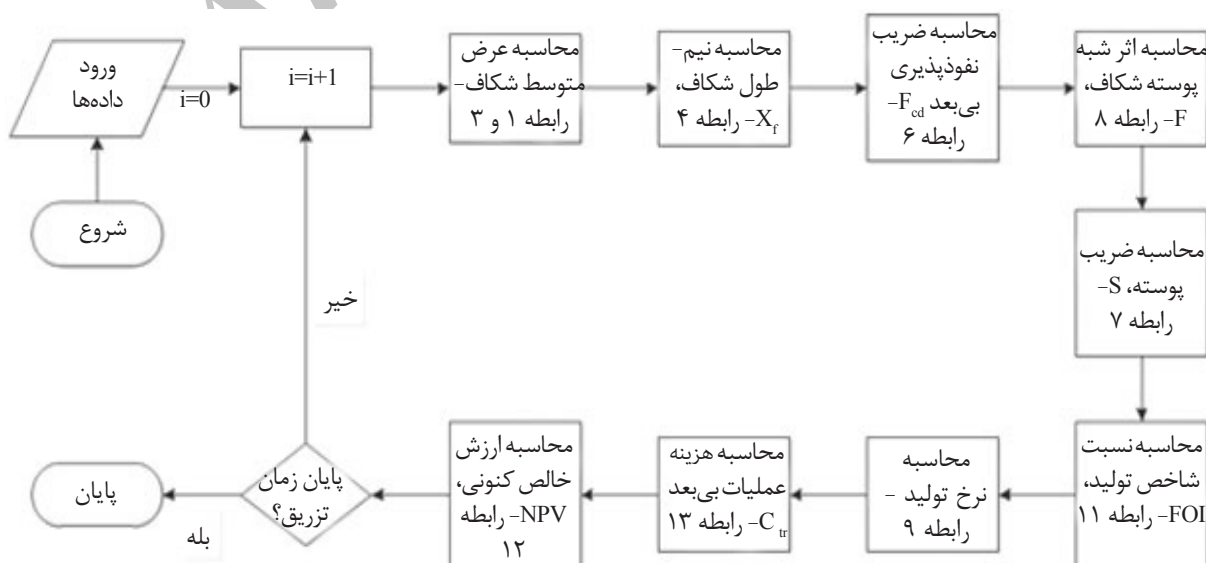 شروع
ورود
داده‌ها
i=0
i=i+1
محاسبه عرض
متوسط شکاف-
رابطه ۱ و ۳
محاسبه نیم-
طول شکاف،
X_f- رابطه ۴
محاسبه ضریب
نفوذپذیری
بی‌بعد F_cd-
رابطه ۶
محاسبه اثر شبه
پوسته شکاف،
F- رابطه ۸
محاسبه ضریب
پوسته، S-
رابطه ۷
محاسبه نسبت
شاخص تولید،
FOI- رابطه ۱۱
محاسبه
نرخ تولید -
رابطه ۹
محاسبه هزینه
عملیات بی‌بعد
C_tr- رابطه ۱۳
محاسبه ارزش
خالص کنونی،
NPV- رابطه
۱۲
پایان زمان
تزریق؟
خیر
بله
پایان